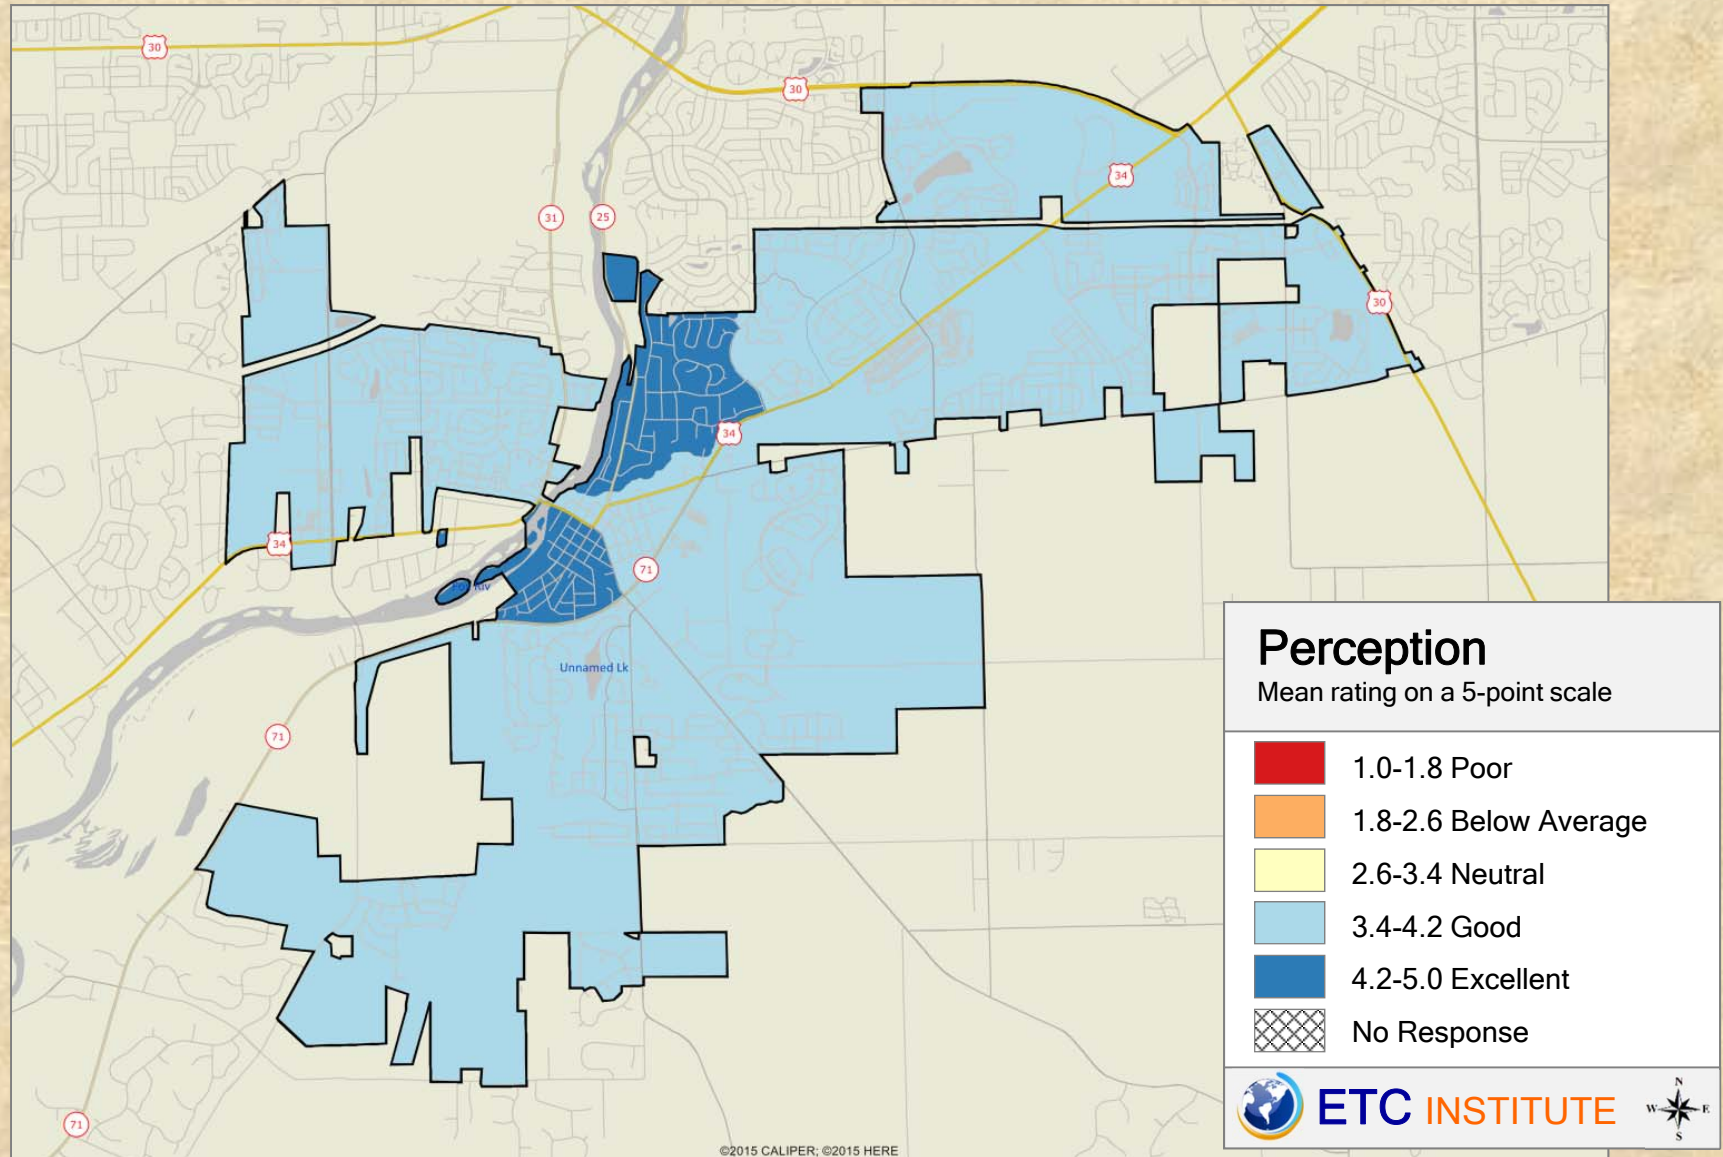 30
30
34
31
25
30
34
34
71
Unnamed Lk
71
71
Perception
Mean rating on a 5-point scale
1.0-1.8 Poor
1.8-2.6 Below Average
2.6-3.4 Neutral
3.4-4.2 Good
4.2-5.0 Excellent
No Response
ETC INSTITUTE
N
W E
S
©2015 CALIPER; ©2015 HERE